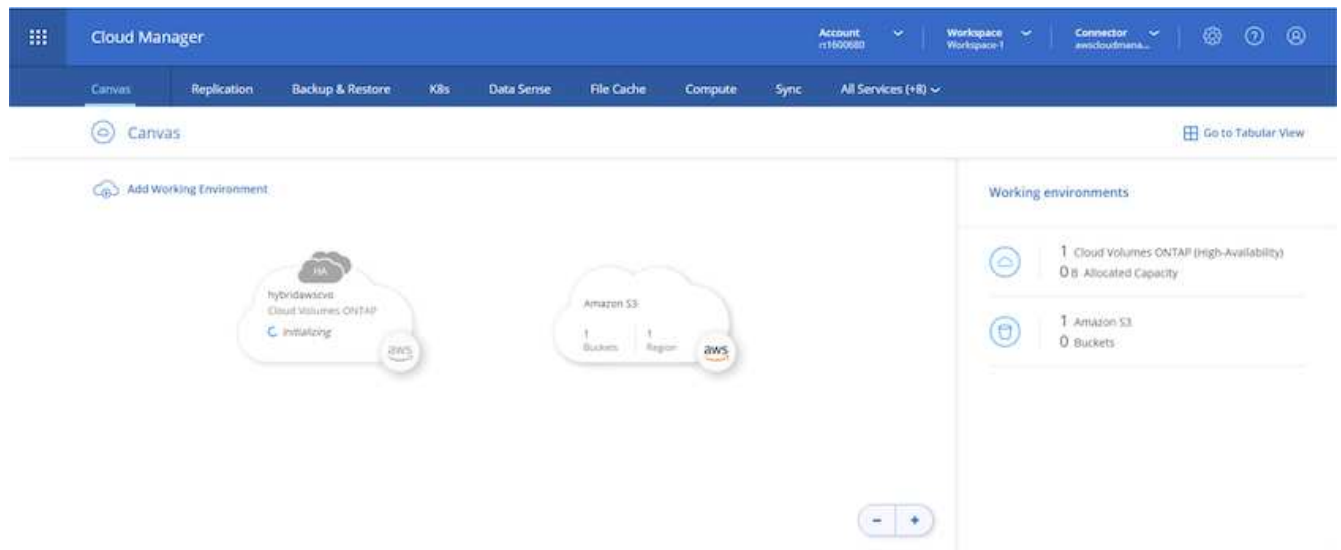 Cloud Manager
Account
rt1600680
Workspace
Workspace-1
Connector
awscloudmana...
Canvas
Replication
Backup & Restore
K8s
Data Sense
File Cache
Compute
Sync
All Services (+8)
Canvas
Go to Tabular View
Add Working Environment
Working environments
HA
hybridawscvo
Cloud Volumes ONTAP
Initializing
aws
Amazon S3
1 1
Buckets Region
aws
1 Cloud Volumes ONTAP (High-Availability)
0 B Allocated Capacity
1 Amazon S3
0 Buckets
- +